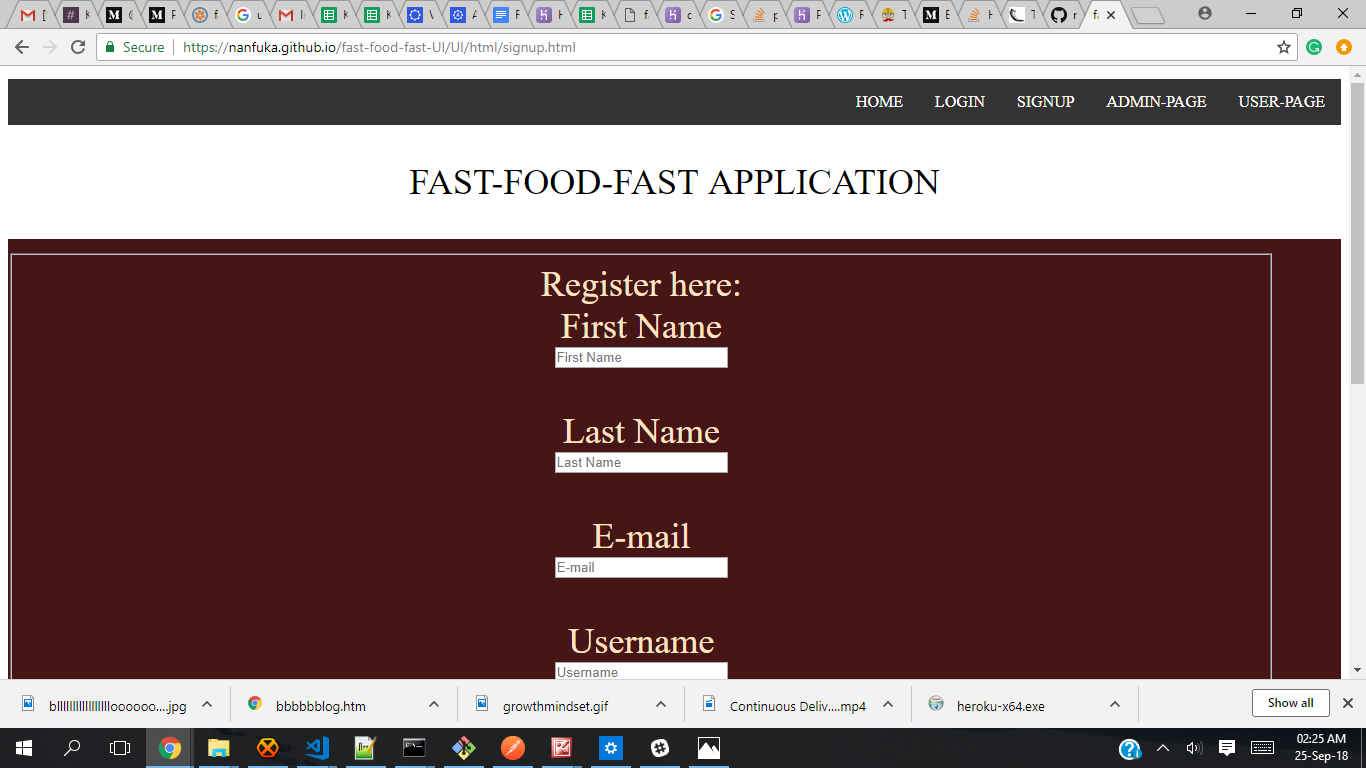 Secure https://nanfuka.github.io/fast-food-fast-UI/UI/html/signup.html
HOME LOGIN SIGNUP ADMIN-PAGE USER-PAGE
FAST-FOOD-FAST APPLICATION
Register here:
First Name
First Name
Last Name
Last Name
E-mail
E-mail
Username
Username
bbbbbblog.htm
growthmindset.gif
Continuous Deliv....mp4
heroku-x64.exe
Show all
02:25 AM
25-Sep-18